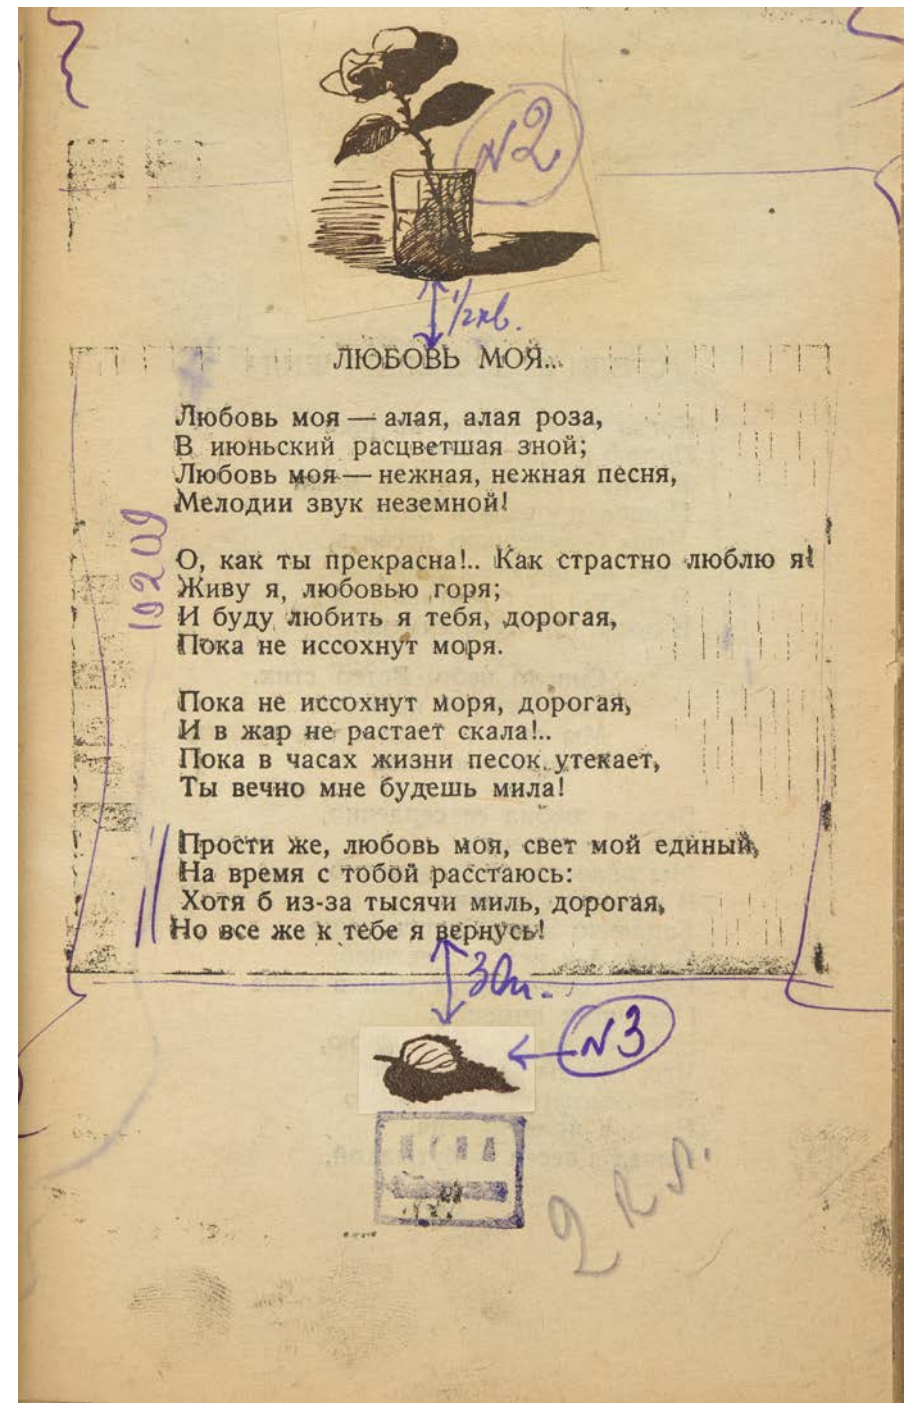 №2
1/2 кв.
ЛЮБОВЬ МОЯ...
Любовь моя — алая, алая роза,
В июньский расцветшая зной;
Любовь моя — нежная, нежная песня,
Мелодии звук неземной!
О, как ты прекрасна!.. Как страстно люблю я!
Живу я, любовью горя;
И буду любить я тебя, дорогая,
Пока не иссохнут моря.
Пока не иссохнут моря, дорогая,
И в жар не растает скала!..
Пока в часах жизни песок утекает,
Ты вечно мне будешь мила!
Прости же, любовь моя, свет мой единый,
На время с тобой расстаюсь:
Хотя б из-за тысячи миль, дорогая,
Но все же к тебе я вернусь!
№3